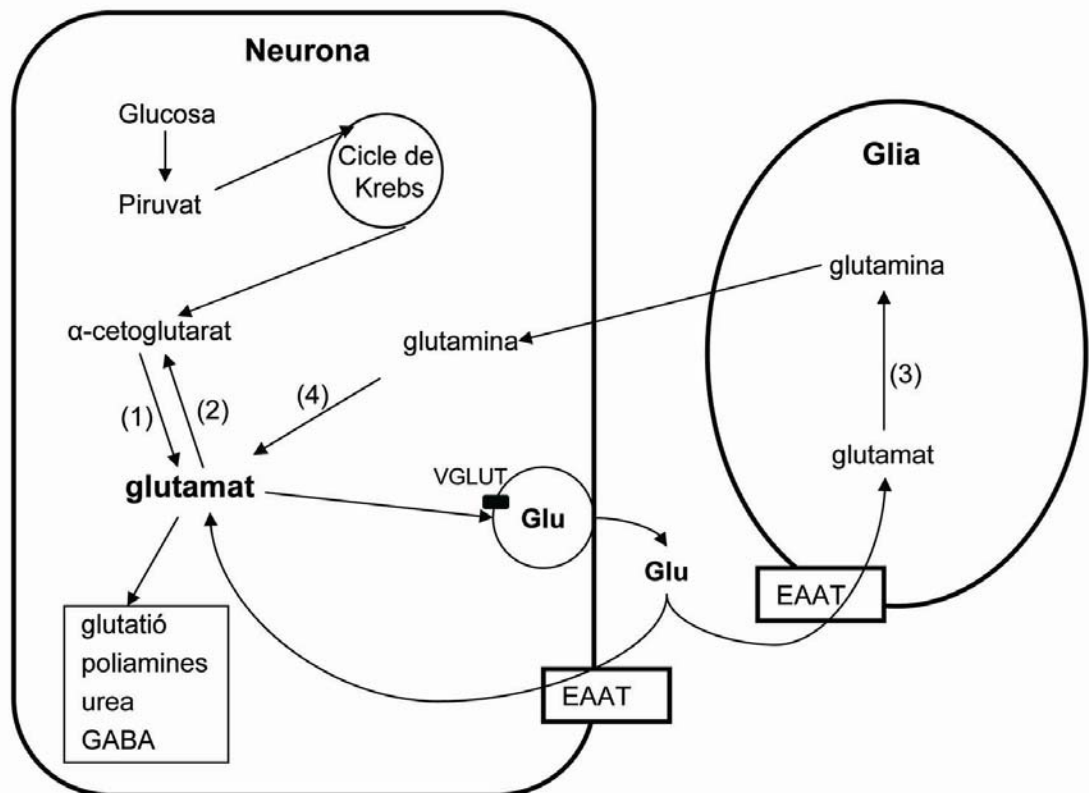 Neurona
Glucosa
Piruvat
Cicle de
Krebs
α-cetoglutarat
glutamina
(1)
(2)
(4)
glutamat
VGLUT
Glu
Glu
glutatió
poliamines
urea
GABA
EAAT
Glia
glutamina
(3)
glutamat
EAAT